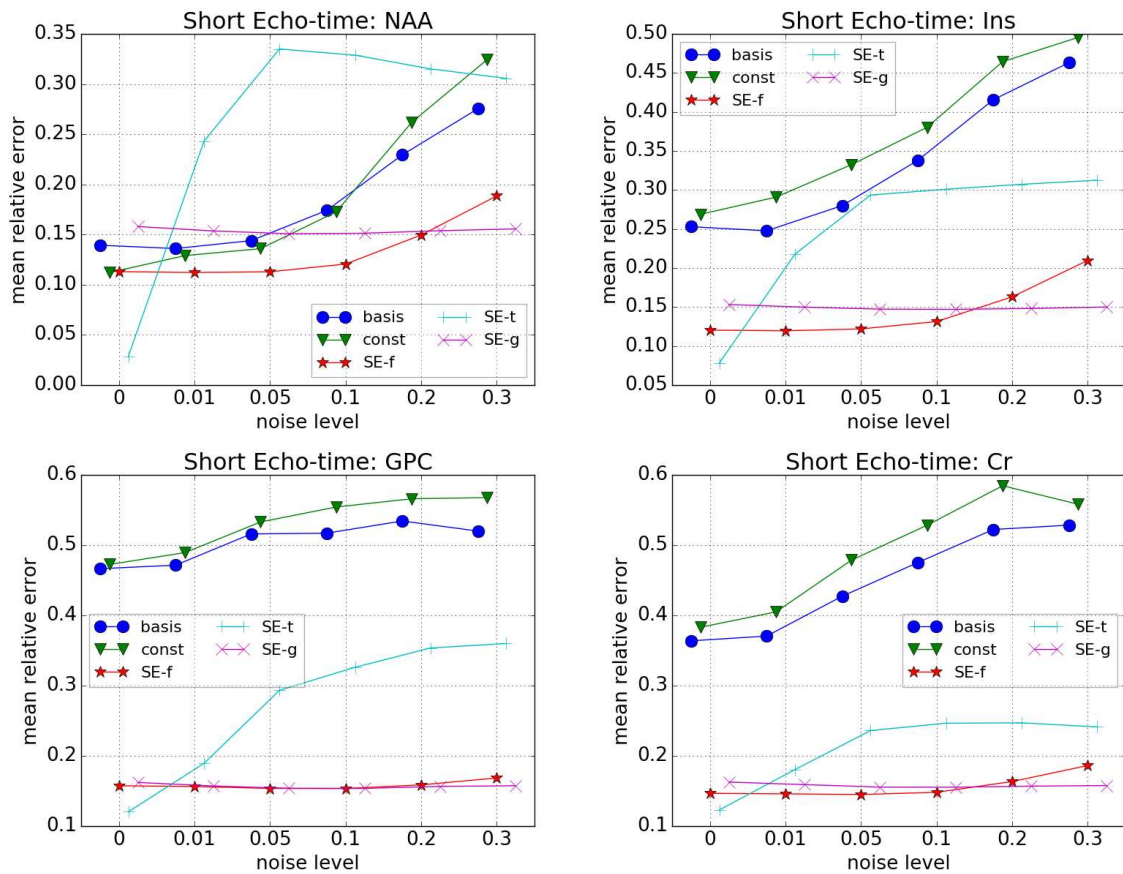 Short Echo-time: NAA
mean relative error
0.35
0.30
0.25
0.20
0.15
0.10
0.05
0.00
basis
const
SE-f
SE-t
SE-g
0 0.01 0.05 0.1 0.2 0.3
noise level
Short Echo-time: Ins
mean relative error
0.50
0.45
0.40
0.35
0.30
0.25
0.20
0.15
0.10
0.05
basis
const
SE-f
SE-t
SE-g
0 0.01 0.05 0.1 0.2 0.3
noise level
Short Echo-time: GPC
mean relative error
0.6
0.5
0.4
0.3
0.2
0.1
basis
const
SE-f
SE-t
SE-g
0 0.01 0.05 0.1 0.2 0.3
noise level
Short Echo-time: Cr
mean relative error
0.6
0.5
0.4
0.3
0.2
0.1
basis
const
SE-f
SE-t
SE-g
0 0.01 0.05 0.1 0.2 0.3
noise level